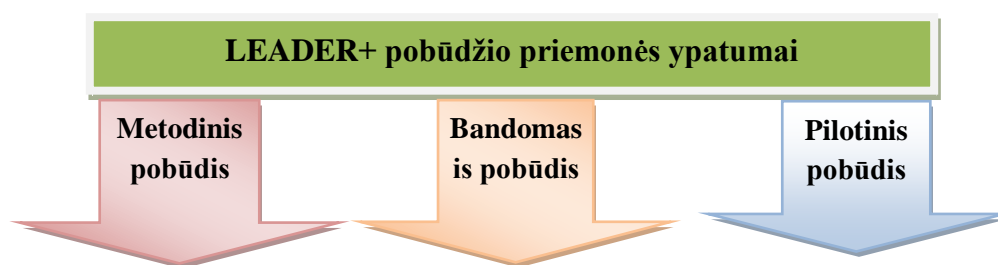 LEADER+ pobūdžio priemonės ypatumai
Metodinis
pobūdis
Bandomas
is pobūdis
Pilotinis
pobūdis